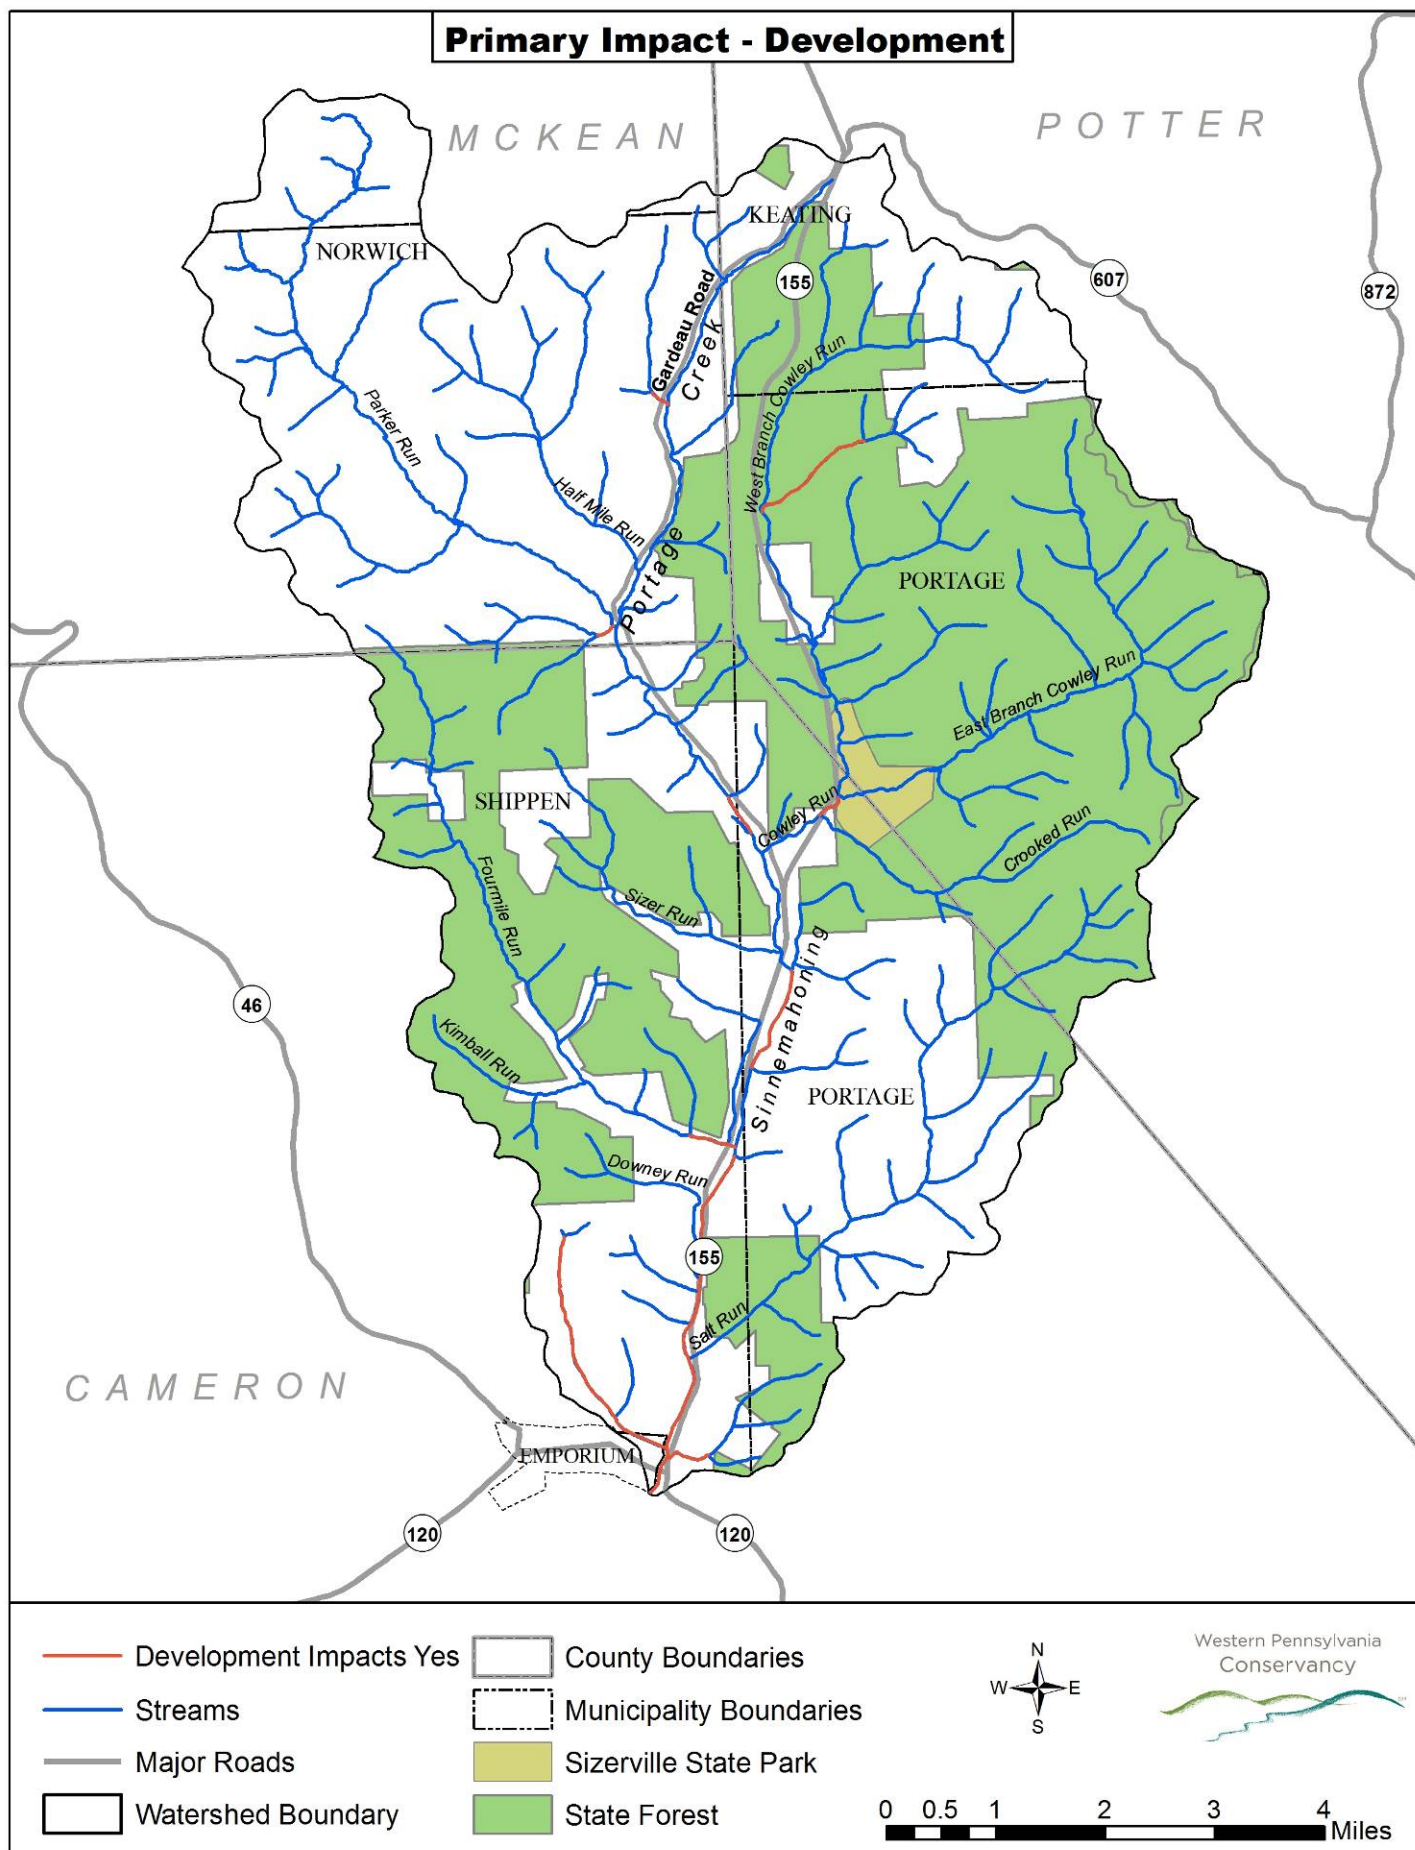 Primary Impact - Development
MCKEAN
POTTER
KEATING
NORWICH
155
607
872
Gardeau Road
Creek
West Branch Cowley Run
Parker Run
Half Mile Run
Portage
PORTAGE
East Branch Cowley Run
SHIPPEN
Cowley Run
Crooked Run
Fourmile Run
Sizer Run
Sinnemahoning
46
Kimball Run
PORTAGE
Downey Run
155
Salt Run
CAMERON
EMPORIUM
120
120
Development Impacts Yes
Streams
Major Roads
Watershed Boundary
County Boundaries
Municipality Boundaries
Sizerville State Park
State Forest
N
W
E
S
Western Pennsylvania
Conservancy
0 0.5 1 2 3 4
Miles